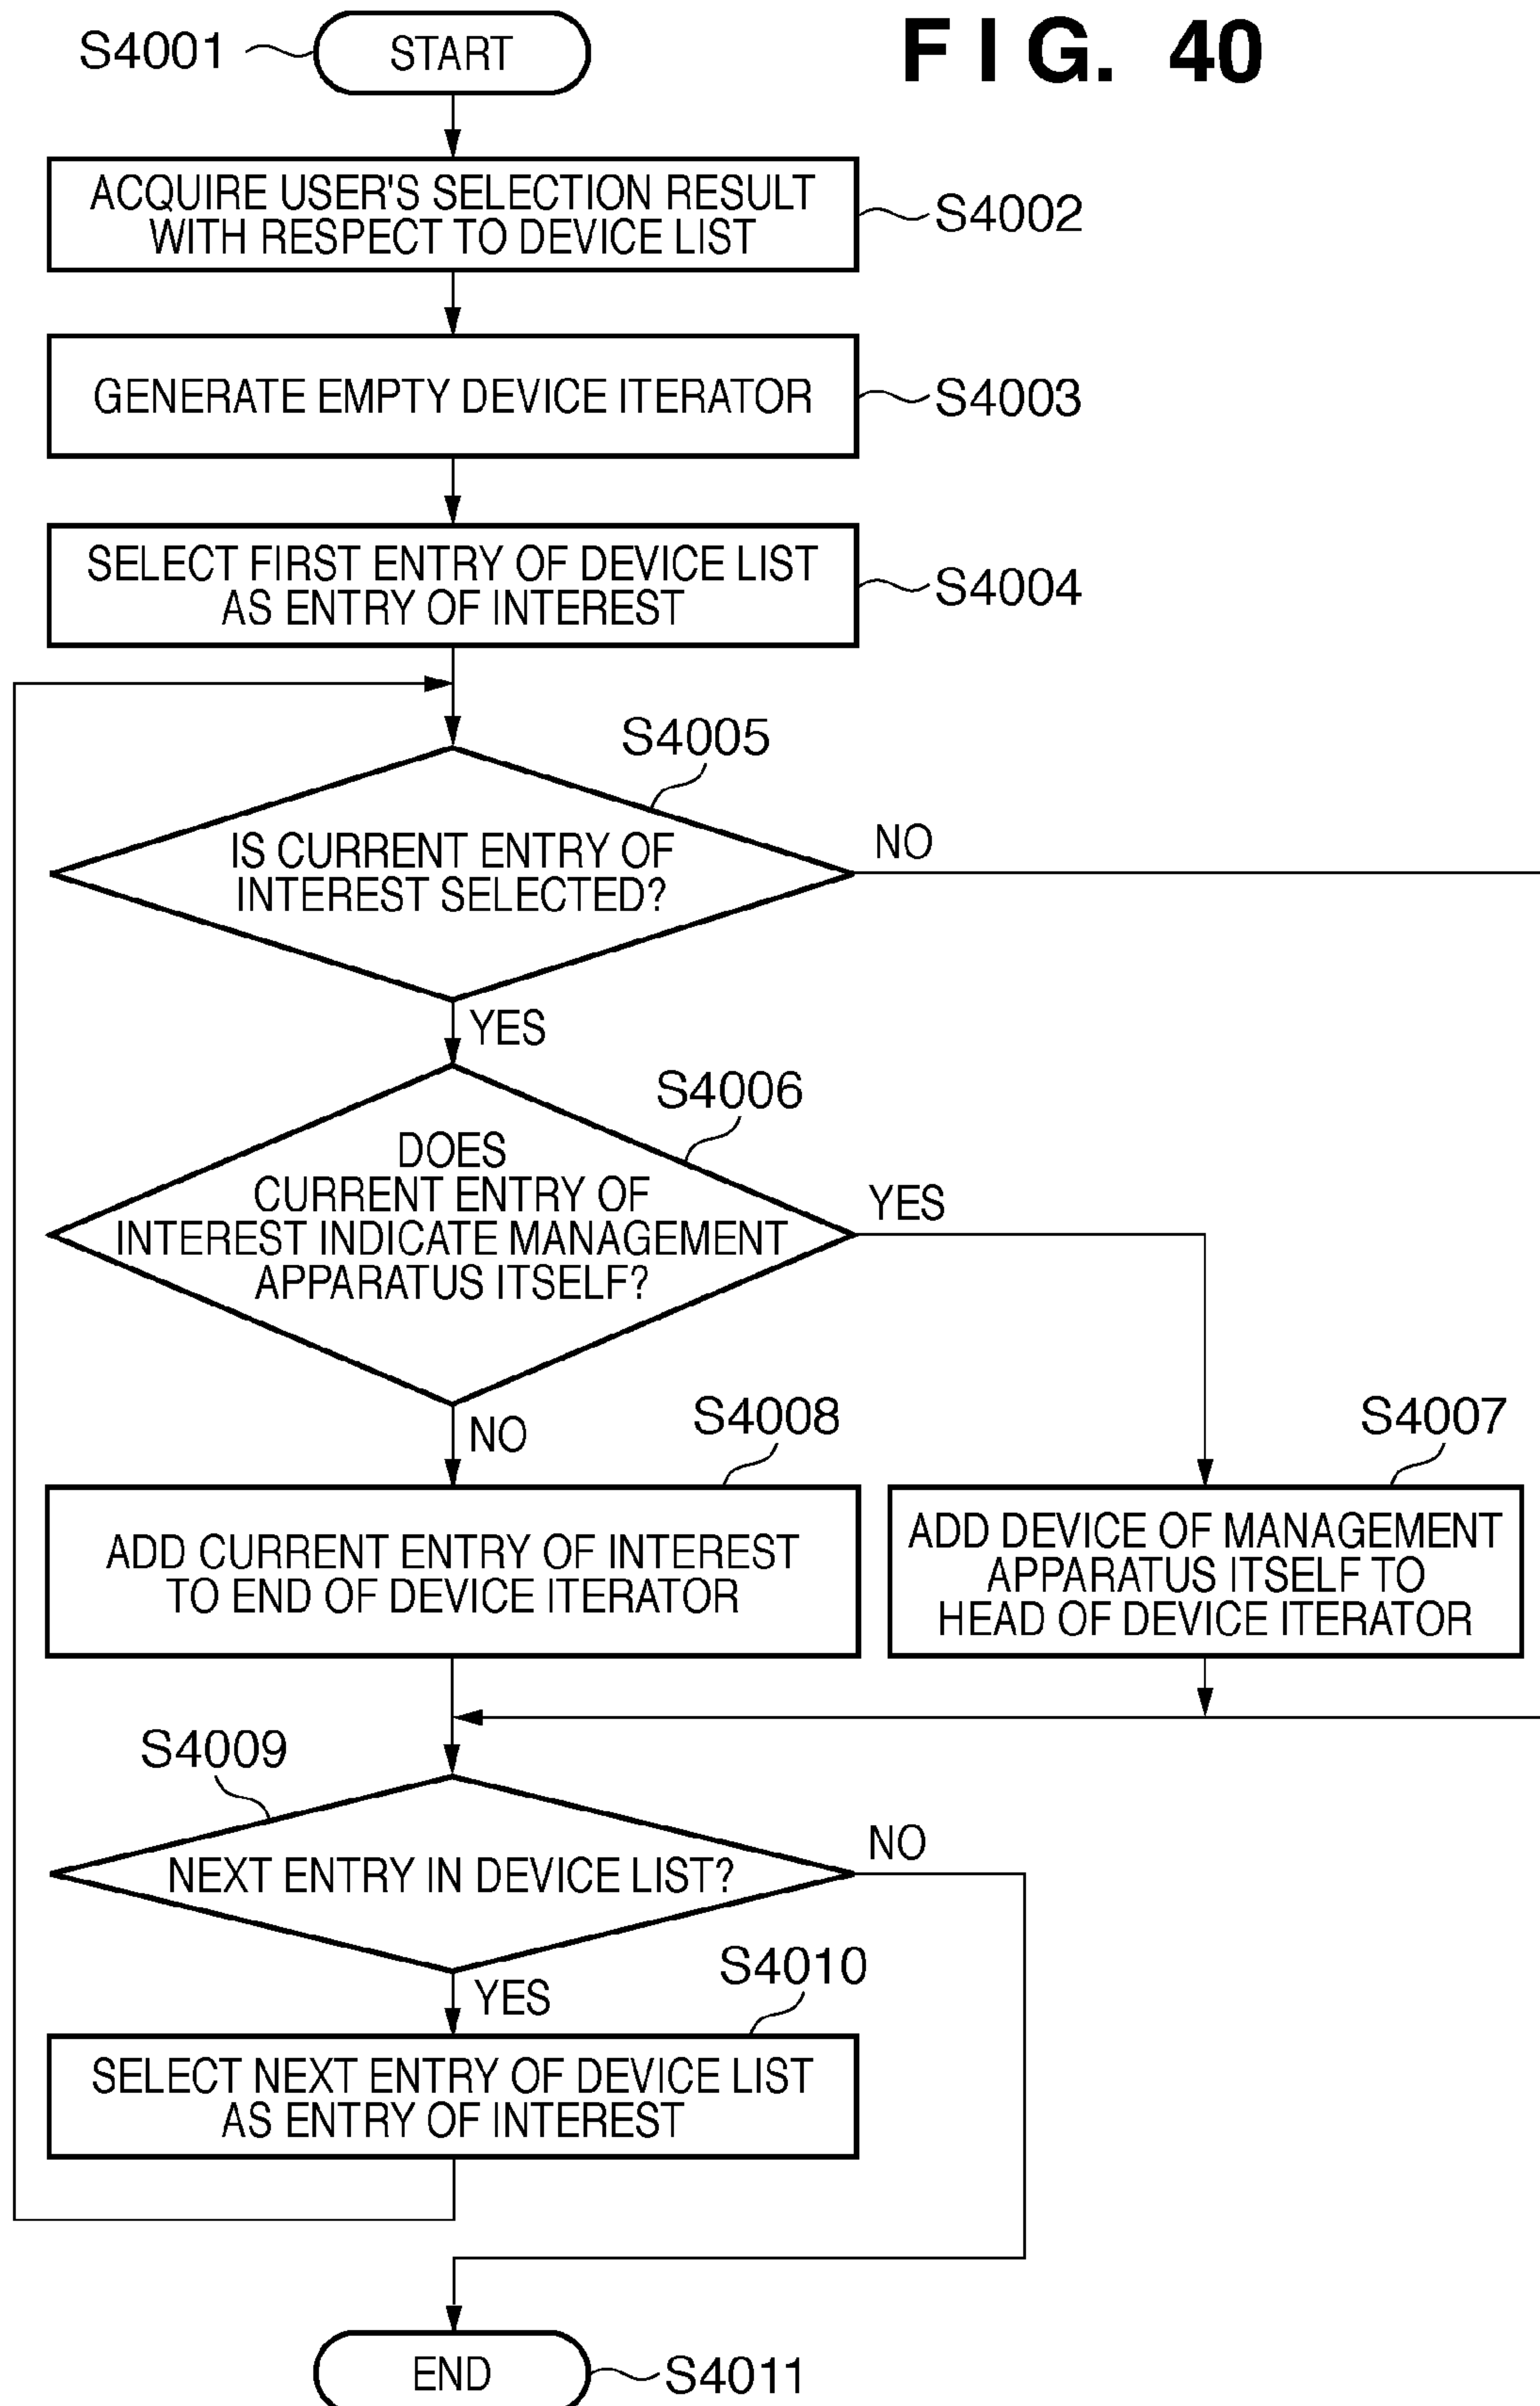 F I G. 40
S4001
START
ACQUIRE USER'S SELECTION RESULT
WITH RESPECT TO DEVICE LIST
S4002
GENERATE EMPTY DEVICE ITERATOR
S4003
SELECT FIRST ENTRY OF DEVICE LIST
AS ENTRY OF INTEREST
S4004
S4005
IS CURRENT ENTRY OF
INTEREST SELECTED?
NO
YES
S4006
DOES
CURRENT ENTRY OF
INTEREST INDICATE MANAGEMENT
APPARATUS ITSELF?
YES
NO
S4008
ADD CURRENT ENTRY OF INTEREST
TO END OF DEVICE ITERATOR
S4007
ADD DEVICE OF MANAGEMENT
APPARATUS ITSELF TO
HEAD OF DEVICE ITERATOR
S4009
NEXT ENTRY IN DEVICE LIST?
NO
YES
S4010
SELECT NEXT ENTRY OF DEVICE LIST
AS ENTRY OF INTEREST
END
S4011